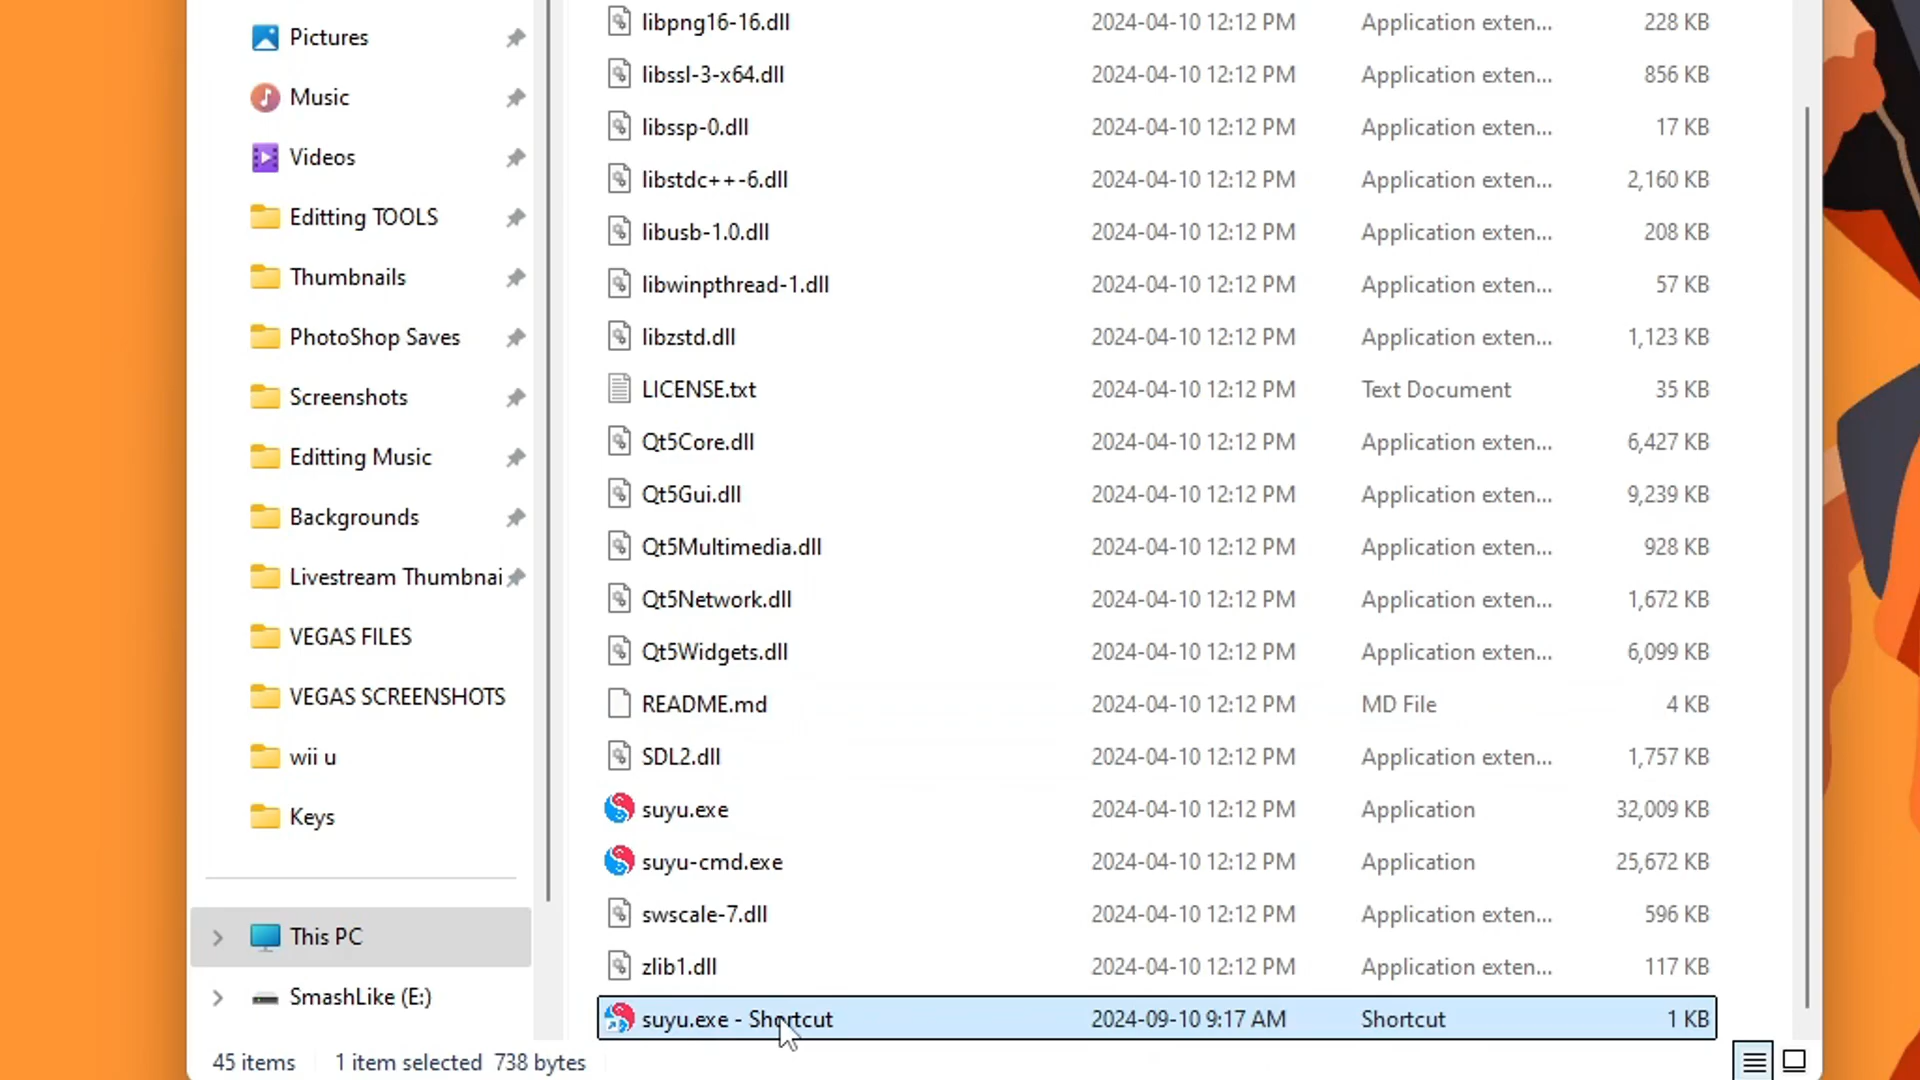 Pictures
Music
Videos
Editting TOOLS
Thumbnails
PhotoShop Saves
Screenshots
Editting Music
Backgrounds
Livestream Thumbnai
VEGAS FILES
VEGAS SCREENSHOTS
wii u
Keys
This PC
SmashLike (E:)
libpng16-16.dll 2024-04-10 12:12 PM Application exten... 228 KB
libssl-3-x64.dll 2024-04-10 12:12 PM Application exten... 856 KB
libssp-0.dll 2024-04-10 12:12 PM Application exten... 17 KB
libstdc++-6.dll 2024-04-10 12:12 PM Application exten... 2,160 KB
libusb-1.0.dll 2024-04-10 12:12 PM Application exten... 208 KB
libwinpthread-1.dll 2024-04-10 12:12 PM Application exten... 57 KB
libzstd.dll 2024-04-10 12:12 PM Application exten... 1,123 KB
LICENSE.txt 2024-04-10 12:12 PM Text Document 35 KB
Qt5Core.dll 2024-04-10 12:12 PM Application exten... 6,427 KB
Qt5Gui.dll 2024-04-10 12:12 PM Application exten... 9,239 KB
Qt5Multimedia.dll 2024-04-10 12:12 PM Application exten... 928 KB
Qt5Network.dll 2024-04-10 12:12 PM Application exten... 1,672 KB
Qt5Widgets.dll 2024-04-10 12:12 PM Application exten... 6,099 KB
README.md 2024-04-10 12:12 PM MD File 4 KB
SDL2.dll 2024-04-10 12:12 PM Application exten... 1,757 KB
suyu.exe 2024-04-10 12:12 PM Application 32,009 KB
suyu-cmd.exe 2024-04-10 12:12 PM Application 25,672 KB
swscale-7.dll 2024-04-10 12:12 PM Application exten... 596 KB
zlib1.dll 2024-04-10 12:12 PM Application exten... 117 KB
suyu.exe - Shortcut 2024-09-10 9:17 AM Shortcut 1 KB
45 items 1 item selected 738 bytes